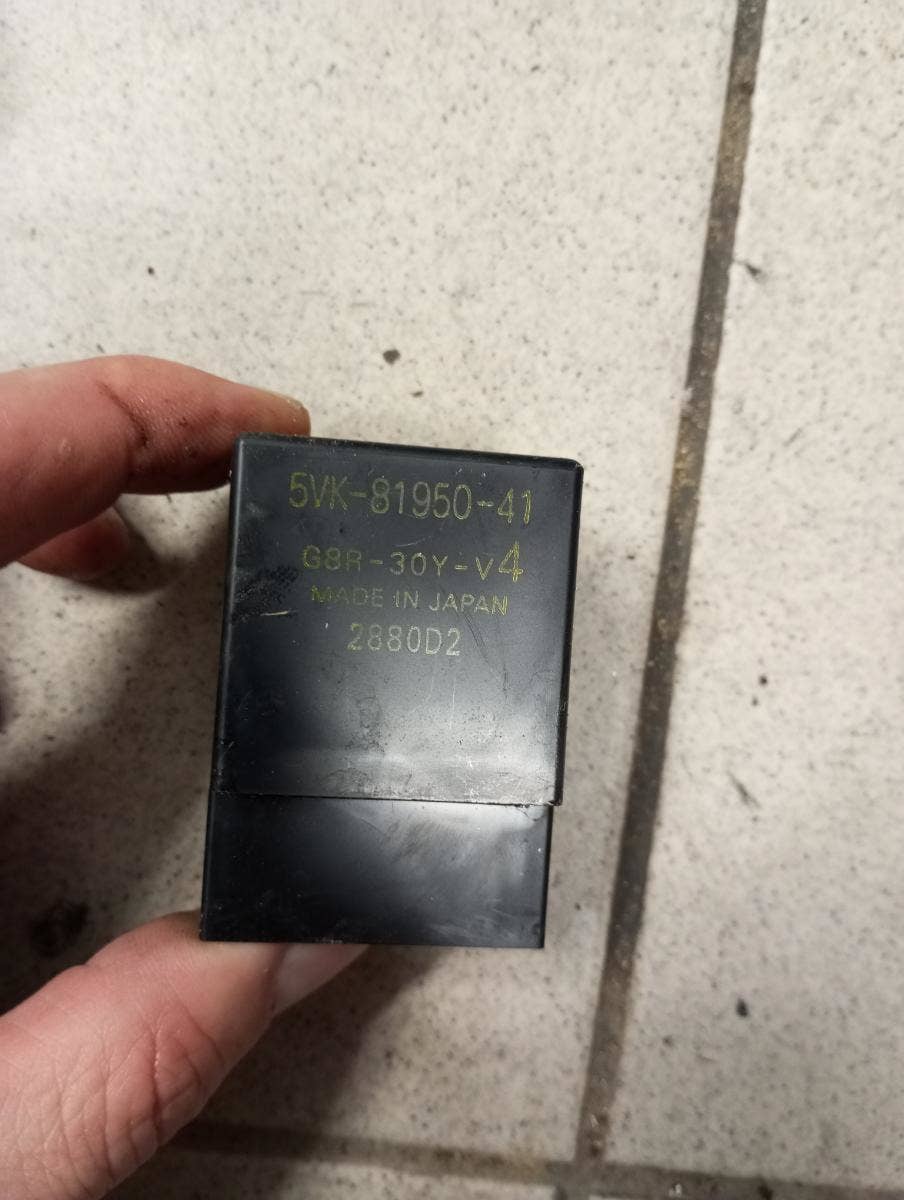 5VK-81950-41
G8R-30Y-V4
MADE IN JAPAN
2880D2